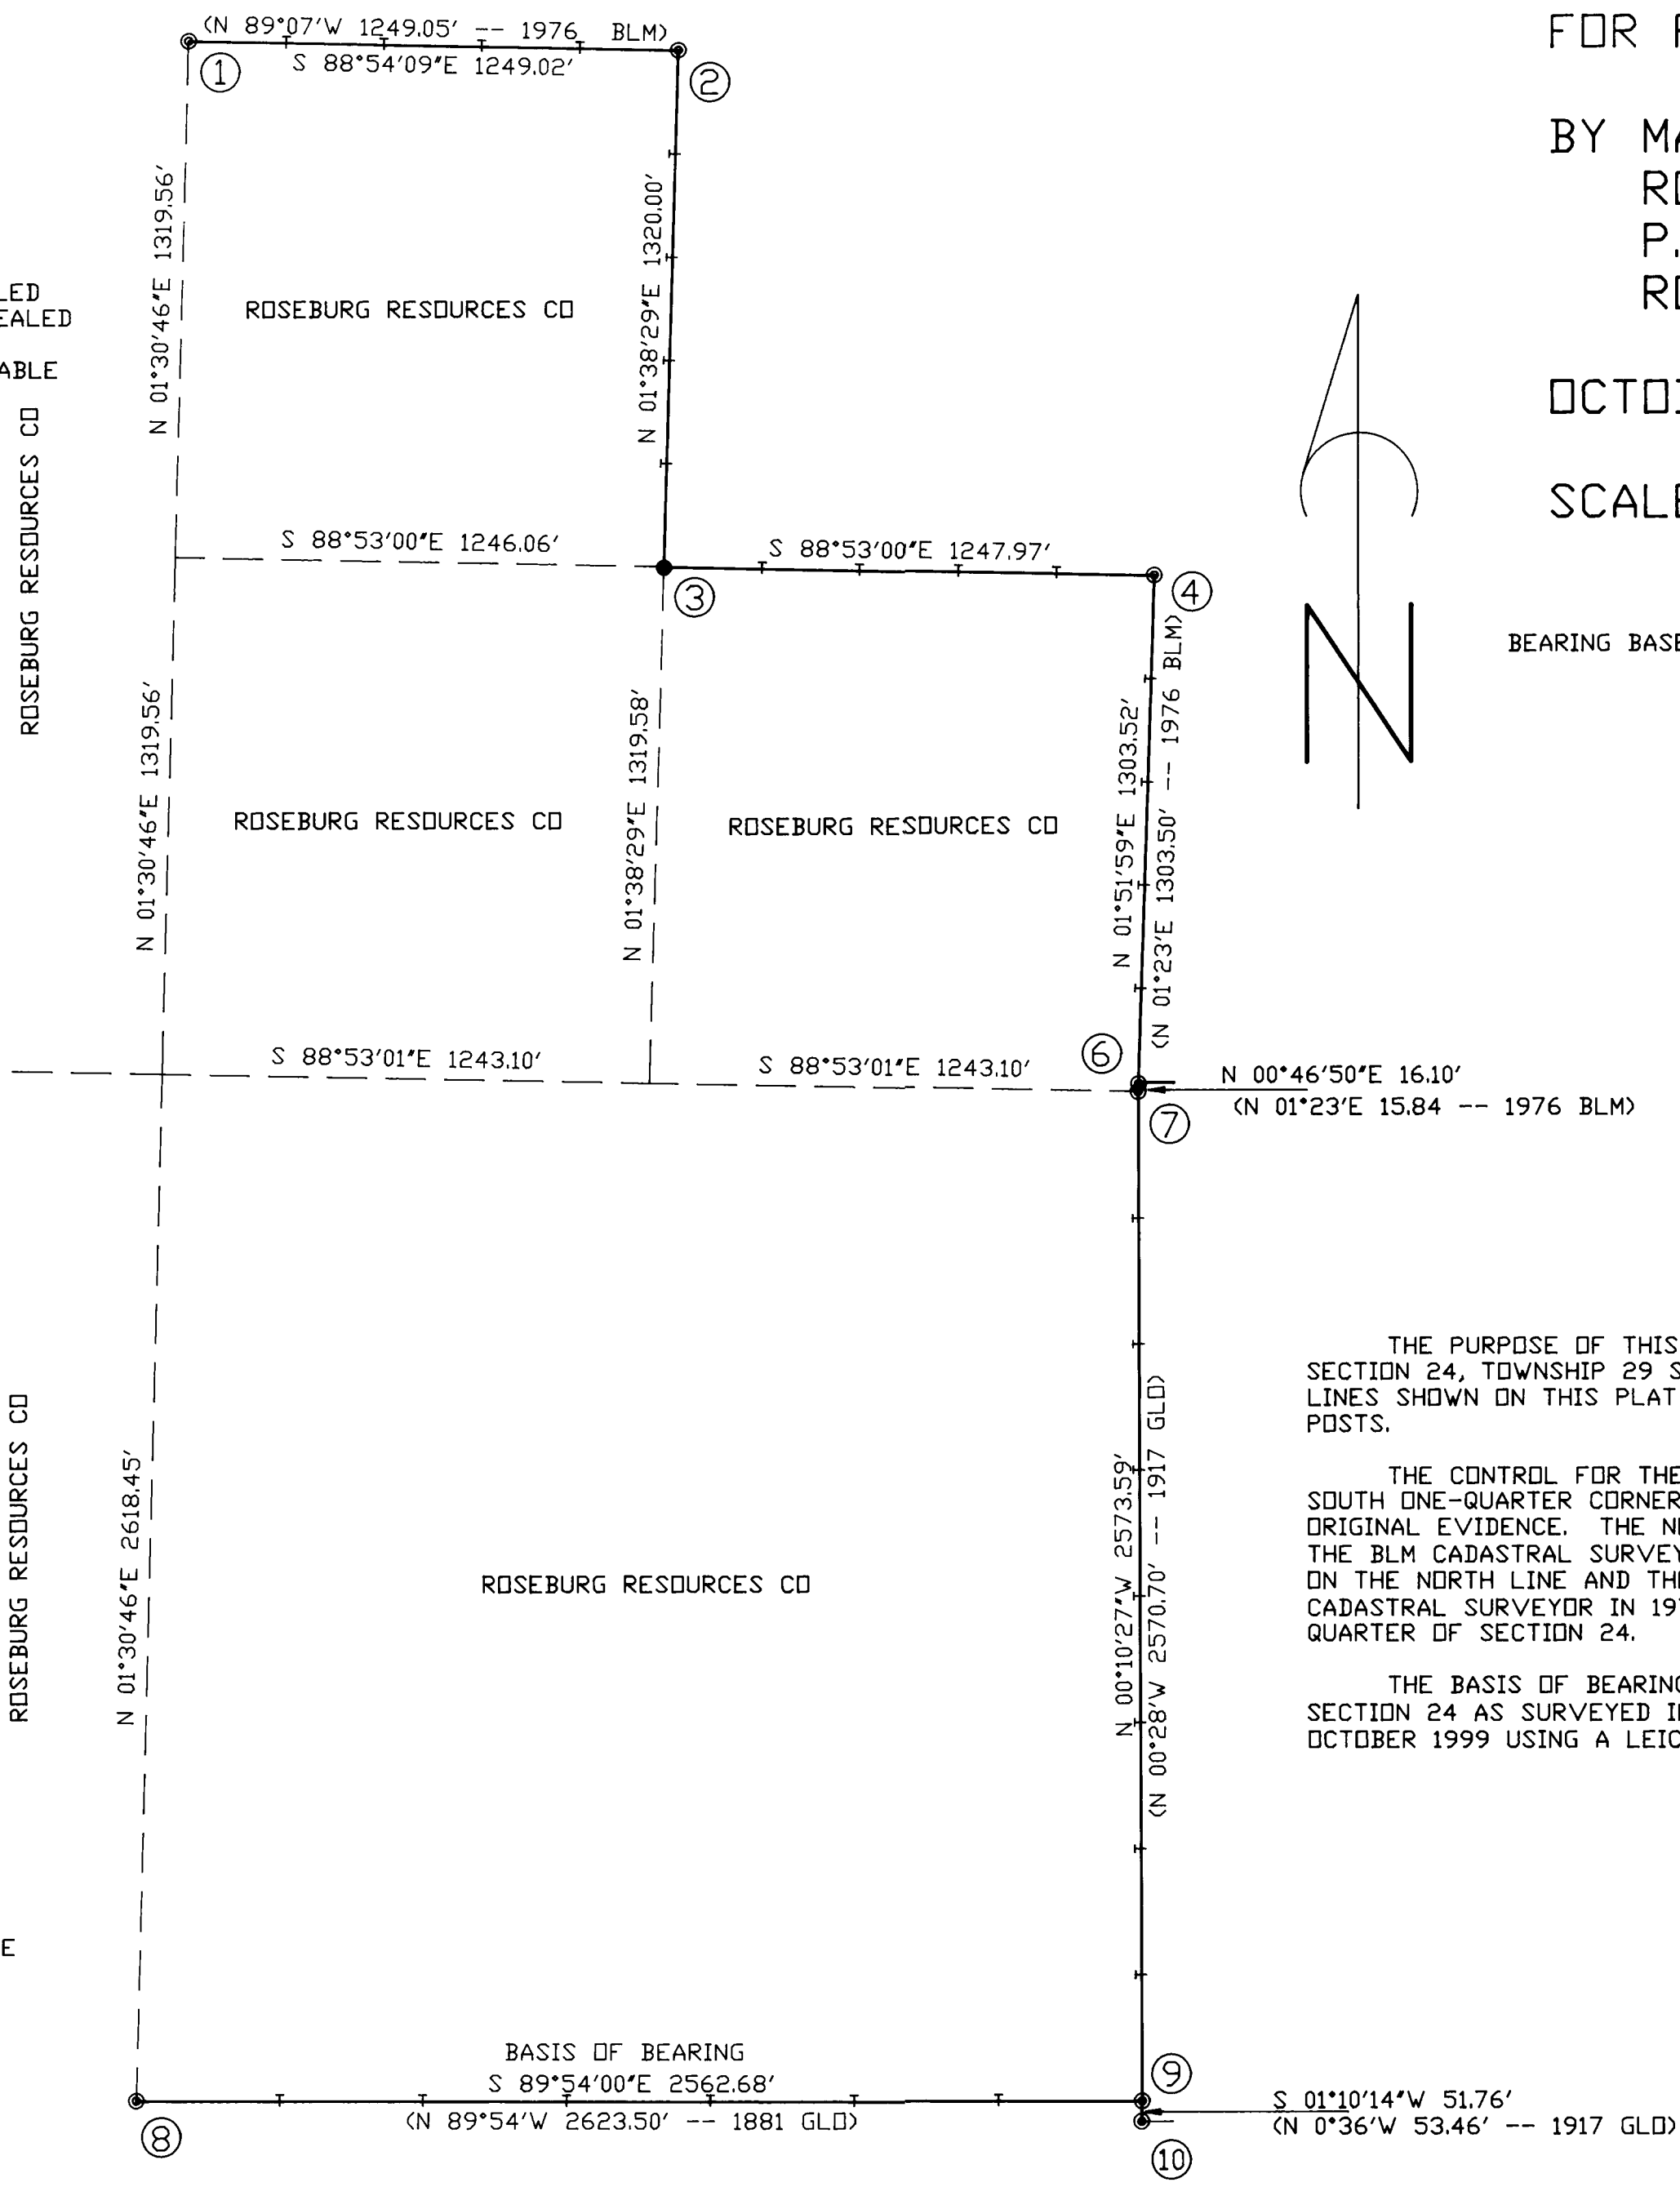 (N 89°07'W 1249.05' -- 1976 BLM)
S 88°54'09"E 1249.02'
1
2
FOR
BY
P.
SCALE
N 01°30'46"E 1319.56'
N 01°38'29"E 1320.00'
ROSEBURG RESOURCES CO
ABLE
ROSEBURG RESOURCES CO
S 88°53'00"E 1246.06'
S 88°53'00"E 1247.97'
3
4
N
BEARING BASE
N 01°30'46"E 1319.56'
N 01°38'29"E 1319.58'
N 01°51'59"E 1303.52'
(N 01°23'E 1303.50' -- 1976 BLM)
ROSEBURG RESOURCES CO
ROSEBURG RESOURCES CO
S 88°53'01"E 1243.10'
S 88°53'01"E 1243.10'
6
7
N 00°46'50"E 16.10'
(N 01°23'E 15.84 -- 1976 BLM)
THE PURPOSE OF THIS
SECTION 24, TOWNSHIP 29 S
LINES SHOWN ON THIS PLAT
POSTS.
THE CONTROL FOR THE
SOUTH ONE-QUARTER CORNER
ORIGINAL EVIDENCE. THE NE
THE BLM CADASTRAL SURVEY
ON THE NORTH LINE AND THE
CADASTRAL SURVEYOR IN 197
QUARTER OF SECTION 24.
THE BASIS OF BEARING
SECTION 24 AS SURVEYED IN
OCTOBER 1999 USING A LEIC
ROSEBURG RESOURCES CO
N 01°30'46"E 2618.45'
ROSEBURG RESOURCES CO
N 00°10'27"W 2573.59'
(N 00°28'W 2570.70' -- 1917 GLO)
E
BASIS OF BEARING
S 89°54'00"E 2562.68'
(N 89°54'W 2623.50' -- 1881 GLO)
8
9
10
S 01°10'14"W 51.76'
(N 0°36'W 53.46' -- 1917 GLO)